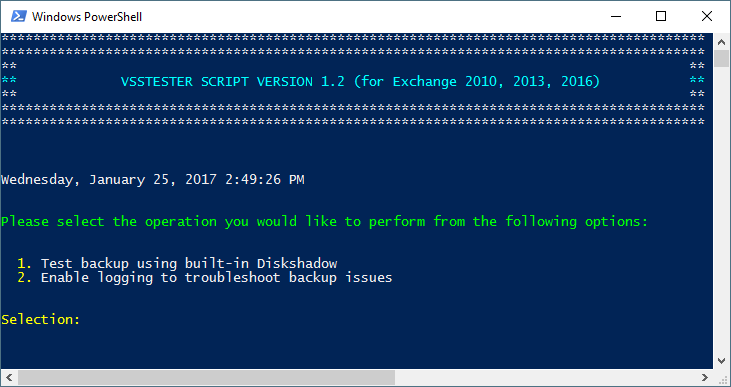 Windows PowerShell
****************************************************************************************
****************************************************************************************
** **
** VSSTESTER SCRIPT VERSION 1.2 (for Exchange 2010, 2013, 2016) **
** **
****************************************************************************************
****************************************************************************************
Wednesday, January 25, 2017 2:49:26 PM
Please select the operation you would like to perform from the following options:
1. Test backup using built-in Diskshadow
2. Enable logging to troubleshoot backup issues
Selection: